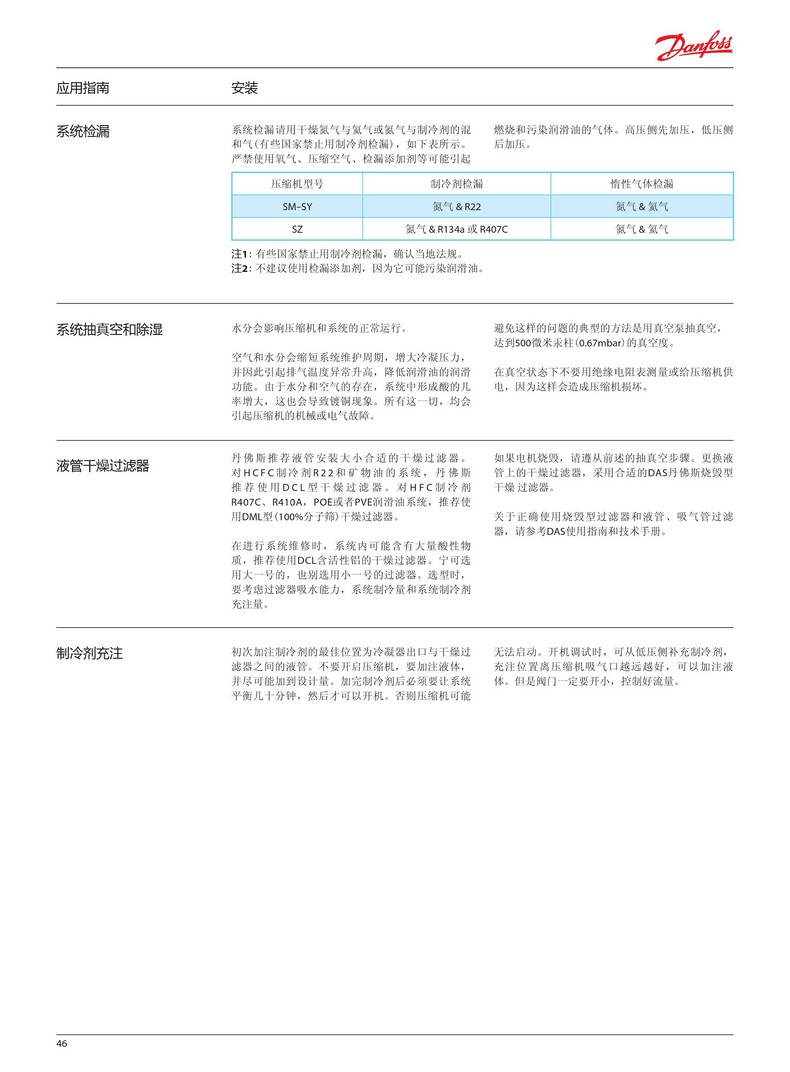 Danfoss
应用指南 安装
系统检漏
系统检漏请用干燥氮气与氦气或氮气与制冷剂的混
和气(有些国家禁止用制冷剂检漏)，如下表所示。
严禁使用氧气、压缩空气、检漏添加剂等可能引起
燃烧和污染润滑油的气体。高压侧先加压，低压侧
后加压。
压缩机型号 制冷剂检漏 惰性气体检漏
SM–SY 氮气 & R22 氮气 & 氦气
SZ 氮气 & R134a 或 R407C 氮气 & 氦气
注1：有些国家禁止用制冷剂检漏，确认当地法规。
注2：不建议使用检漏添加剂，因为它可能污染润滑油。
系统抽真空和除湿
水分会影响压缩机和系统的正常运行。
空气和水分会缩短系统维护周期，增大冷凝压力，
并因此引起排气温度异常升高，降低润滑油的润滑
功能。由于水分和空气的存在，系统中形成酸的几
率增大，这也会导致镀铜现象。所有这一切，均会
引起压缩机的机械或电气故障。
避免这样的问题的典型的方法是用真空泵抽真空，
达到500微米汞柱(0.67mbar)的真空度。
在真空状态下不要用绝缘电阻表测量或给压缩机供
电，因为这样会造成压缩机损坏。
液管干燥过滤器
丹佛斯推荐液管安装大小合适的干燥过滤器。
对HCFC制冷剂R22和矿物油的系统，丹佛斯
推荐使用DCL型干燥过滤器。对HFC制冷剂
R407C、R410A，POE或者PVE润滑油系统，推荐使
用DML型(100%分子筛)干燥过滤器。
在进行系统维修时，系统内可能含有大量酸性物
质，推荐使用DCL含活性铝的干燥过滤器。宁可选
用大一号的，也别选用小一号的过滤器。选型时，
要考虑过滤器吸水能力，系统制冷量和系统制冷剂
充注量。
如果电机烧毁，请遵从前述的抽真空步骤。更换液
管上的干燥过滤器，采用合适的DAS丹佛斯烧毁型
干燥 过滤器。
关于正确使用烧毁型过滤器和液管、吸气管过滤
器，请参考DAS使用指南和技术手册。
制冷剂充注
初次加注制冷剂的最佳位置为冷凝器出口与干燥过
滤器之间的液管。不要开启压缩机，要加注液体，
并尽可能加到设计量。加完制冷剂后必须要让系统
平衡几十分钟，然后才可以开机。否则压缩机可能
无法启动。开机调试时，可从低压侧补充制冷剂，
充注位置离压缩机吸气口越远越好，可以加注液
体。但是阀门一定要开小，控制好流量。
46